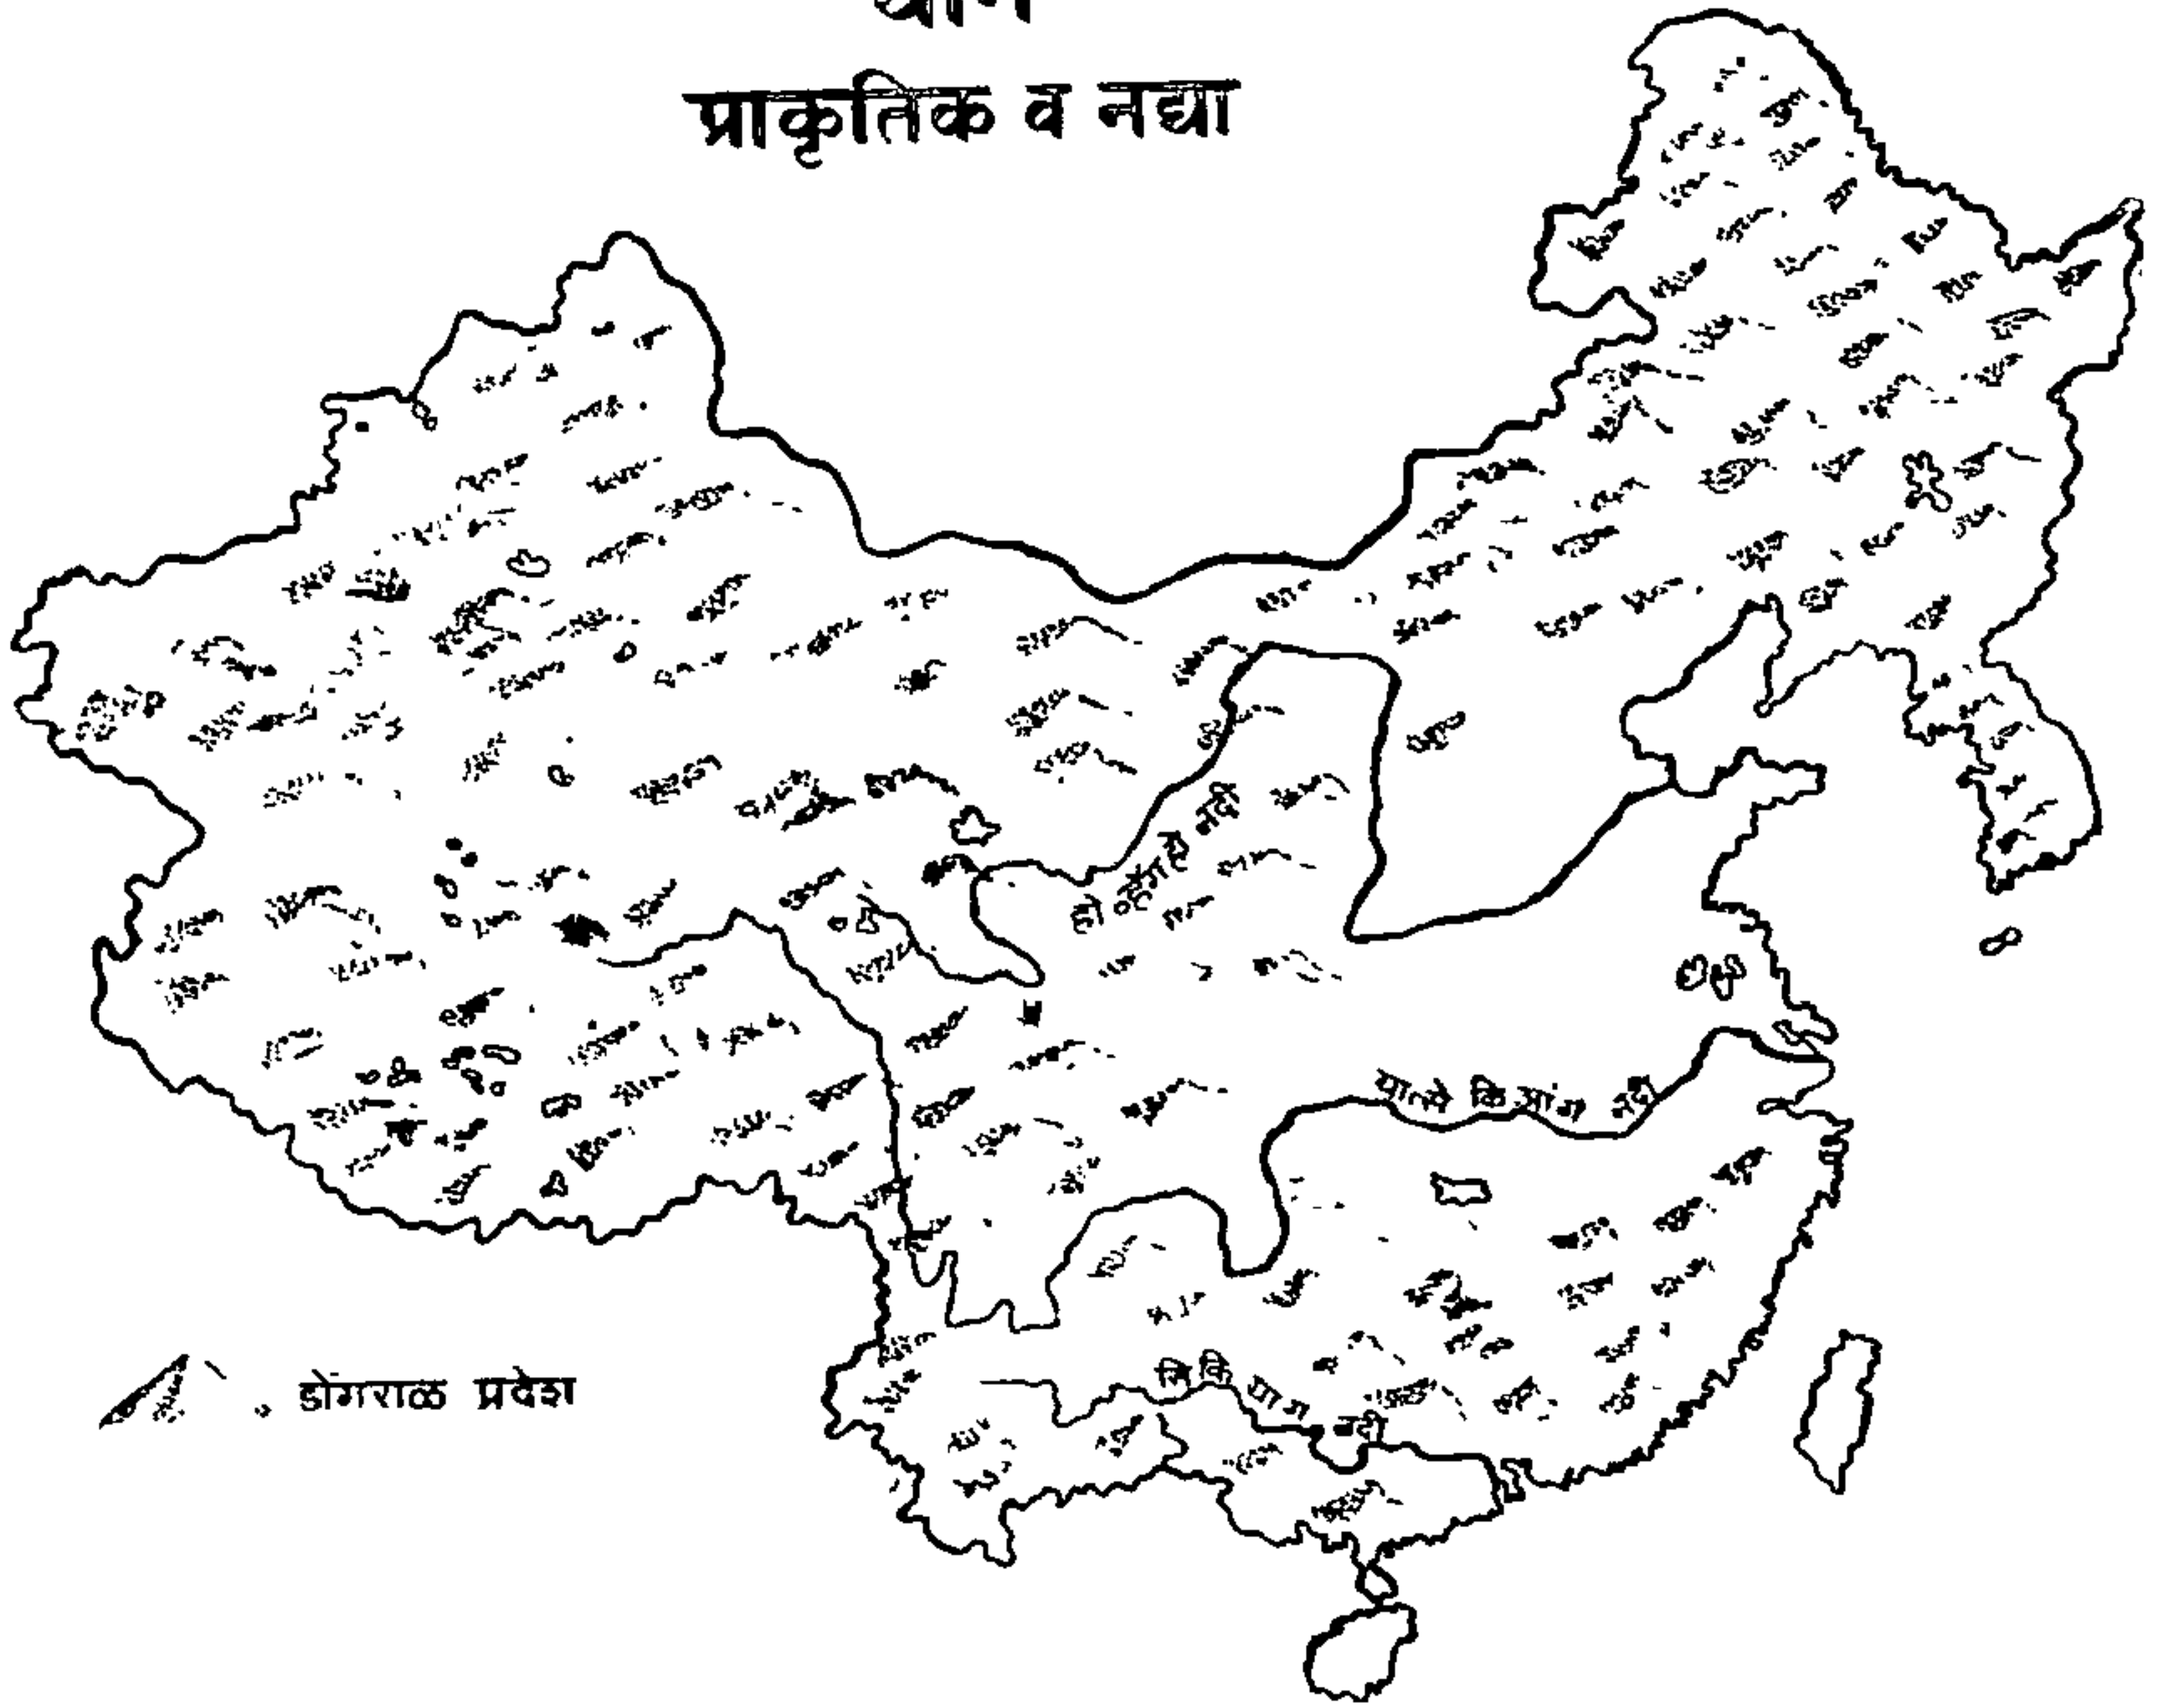 चीन
प्राकृतिक व नद्या
होआंगहो नदी
यांत्से किआंग नदी
सिकियांग नदी
डोंगराळ प्रदेश